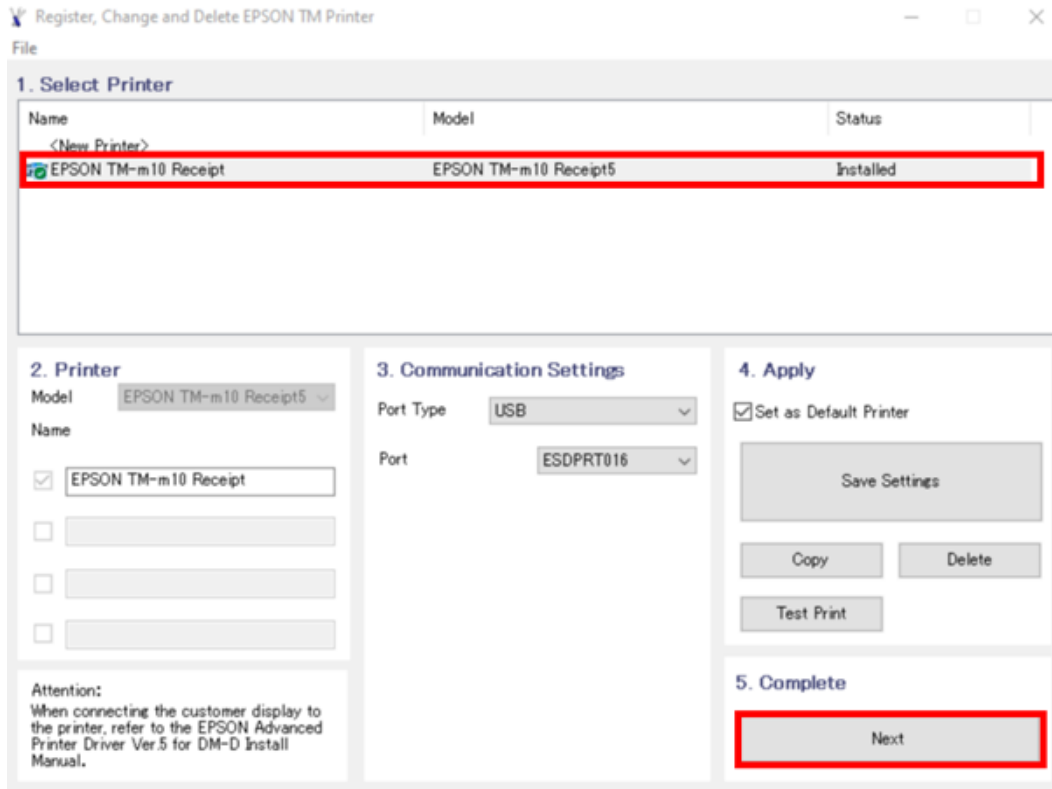 Register, Change and Delete EPSON TM Printer
File
1. Select Printer
Name Model Status
<New Printer>
EPSON TM-m10 Receipt EPSON TM-m10 Receipt5 Installed
2. Printer
Model EPSON TM-m10 Receipt5
Name
EPSON TM-m10 Receipt
Attention:
When connecting the customer display to
the printer, refer to the EPSON Advanced
Printer Driver Ver.5 for DM-D Install
Manual.
3. Communication Settings
Port Type USB
Port ESDPRT016
4. Apply
Set as Default Printer
Save Settings
Copy Delete
Test Print
5. Complete
Next